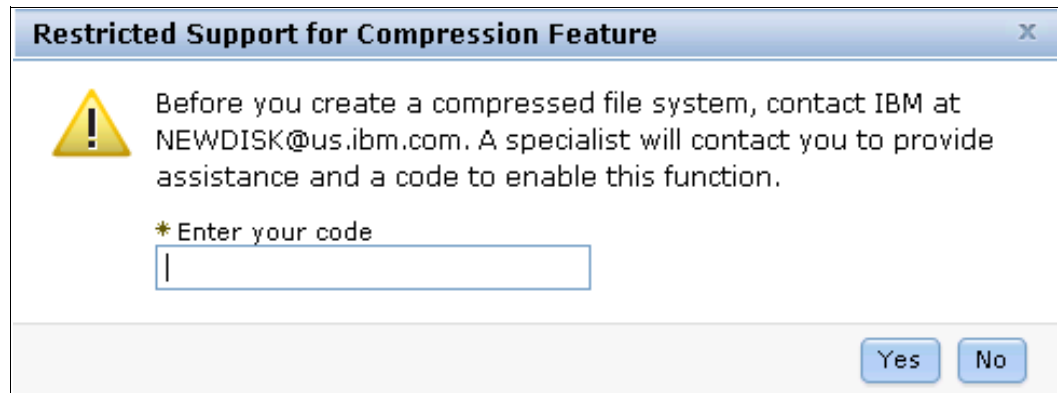 Restricted Support for Compression Feature x
Before you create a compressed file system, contact IBM at
NEWDISK@us.ibm.com. A specialist will contact you to provide
assistance and a code to enable this function.
* Enter your code
Yes No